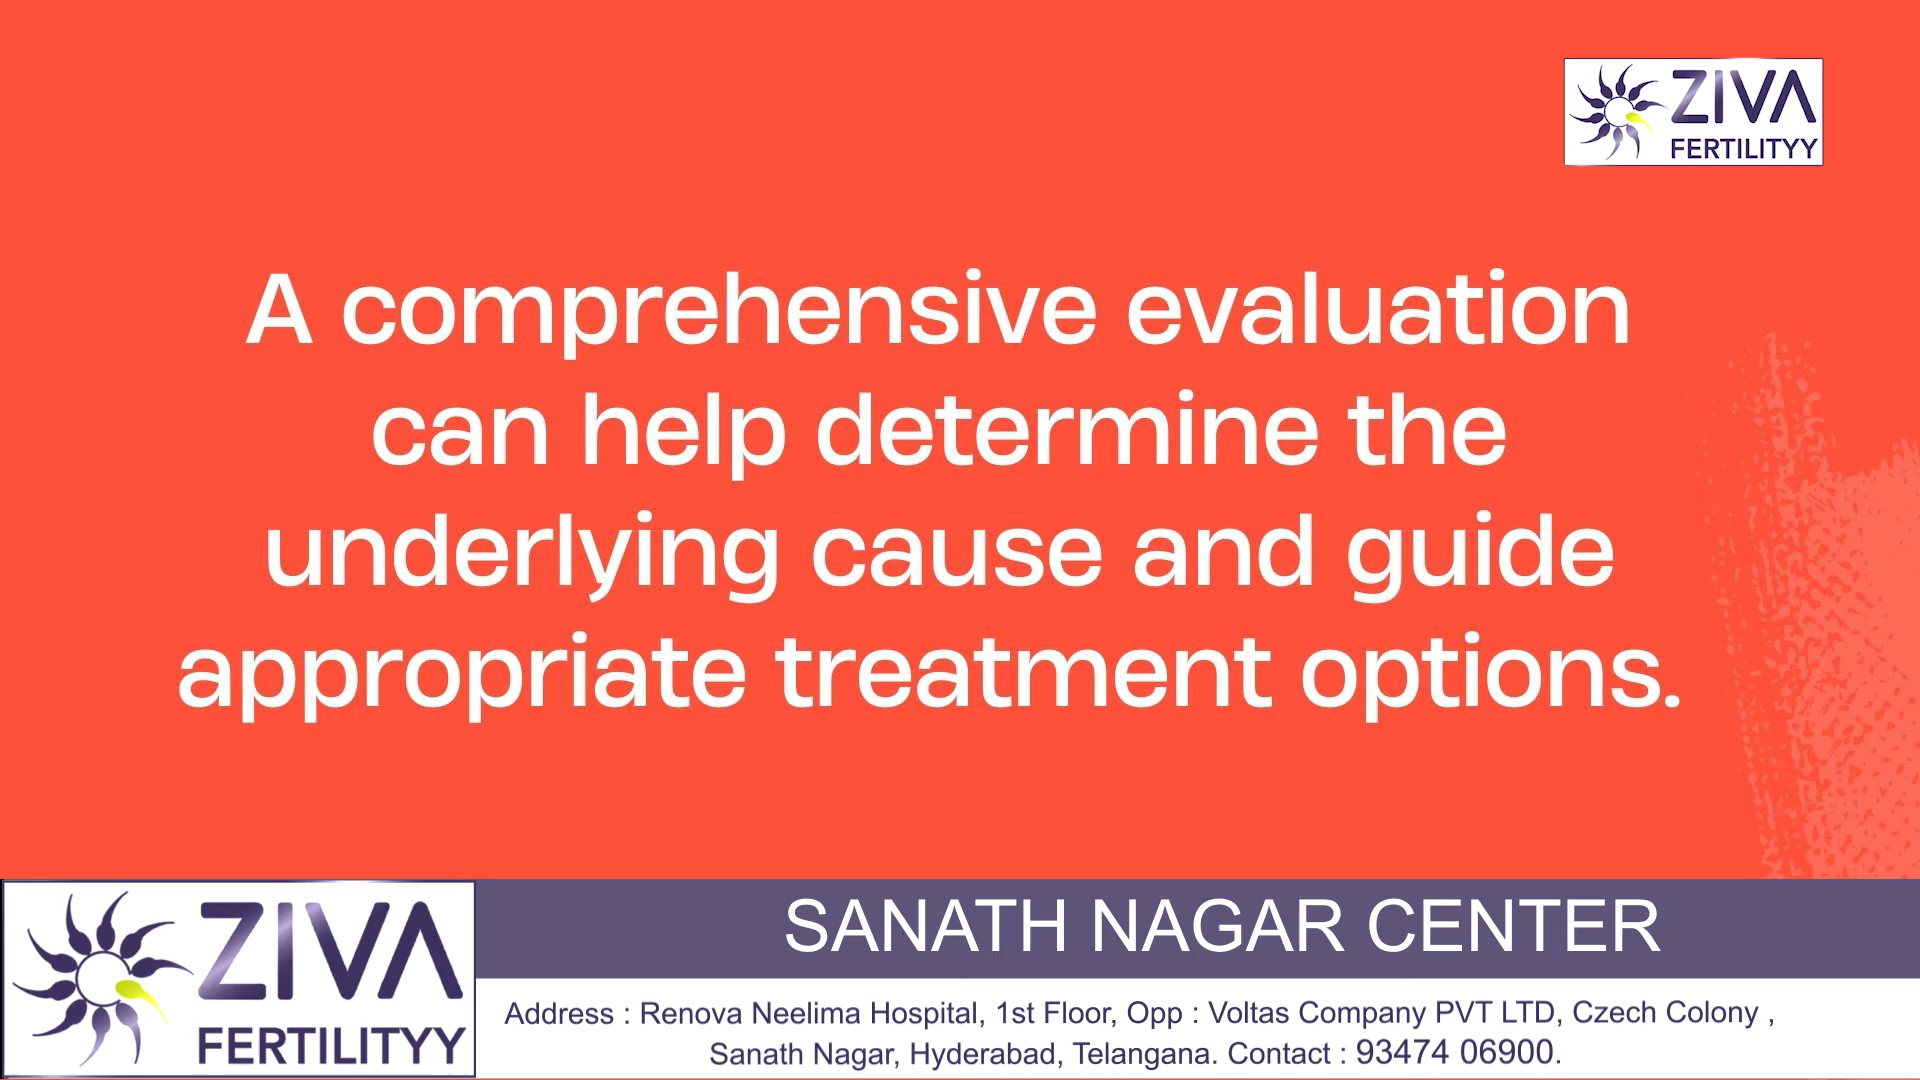 ZIVA
FERTILITYY
A comprehensive evaluation
can help determine the
underlying cause and guide
appropriate treatment options.
ZIVA
FERTILITYY
SANATH NAGAR CENTER
Address : Renova Neelima Hospital, 1st Floor, Opp : Voltas Company PVT LTD, Czech Colony ,
Sanath Nagar, Hyderabad, Telangana. Contact : 93474 06900.